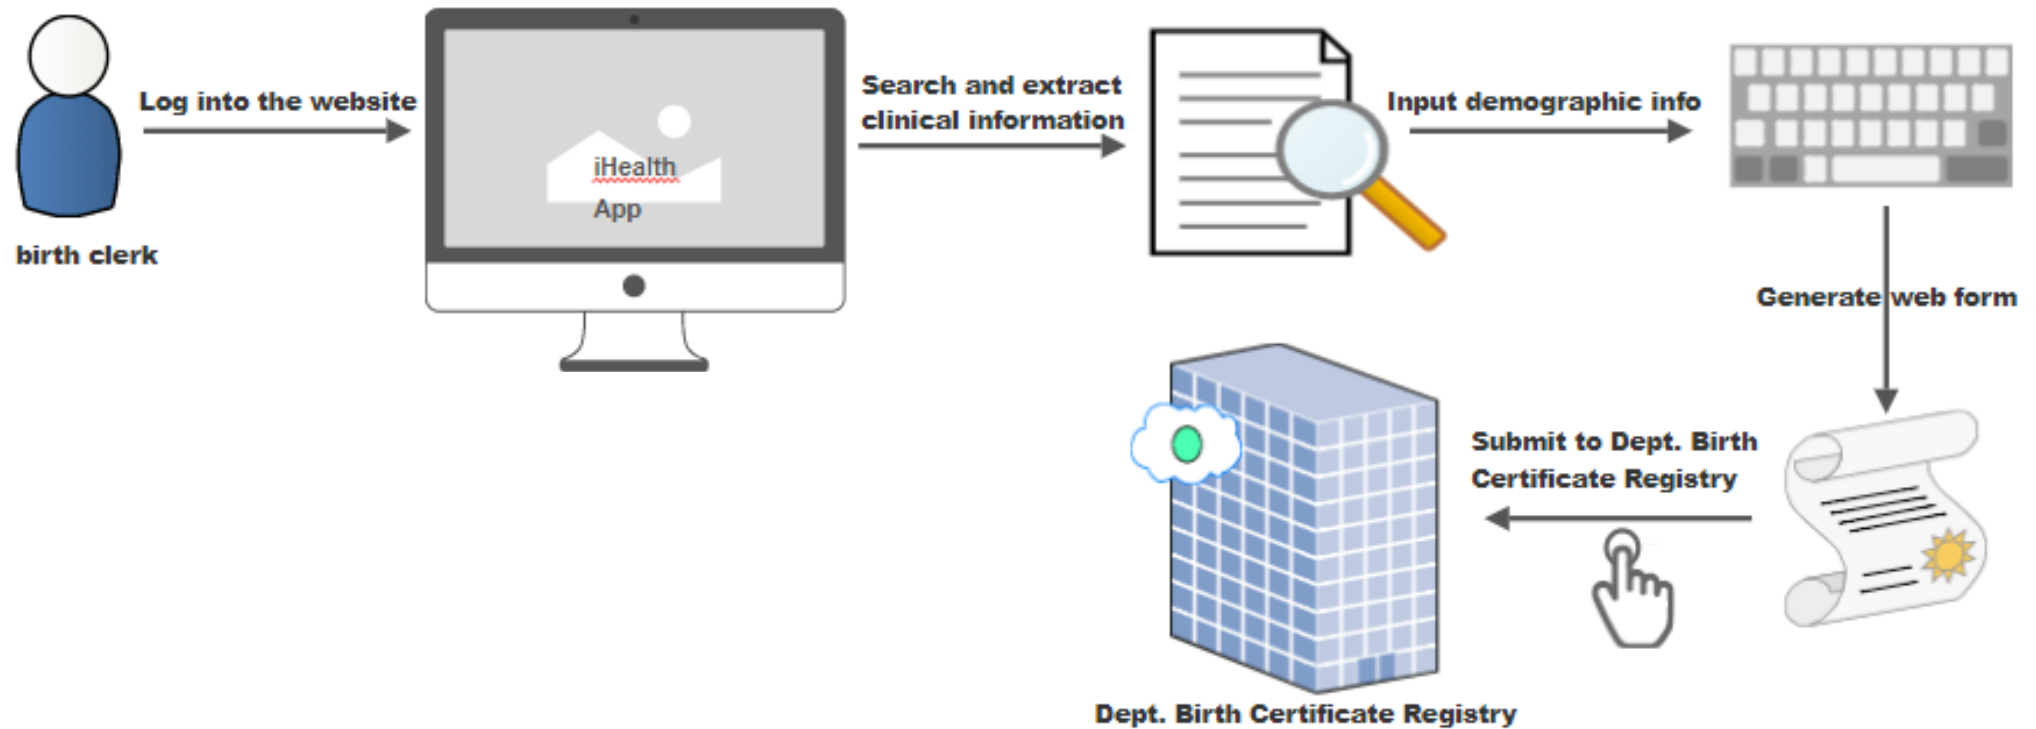 Log into the website
birth clerk
iHealth
App
Search and extract
clinical information
Input demographic info
Generate web form
Submit to Dept. Birth
Certificate Registry
Dept. Birth Certificate Registry